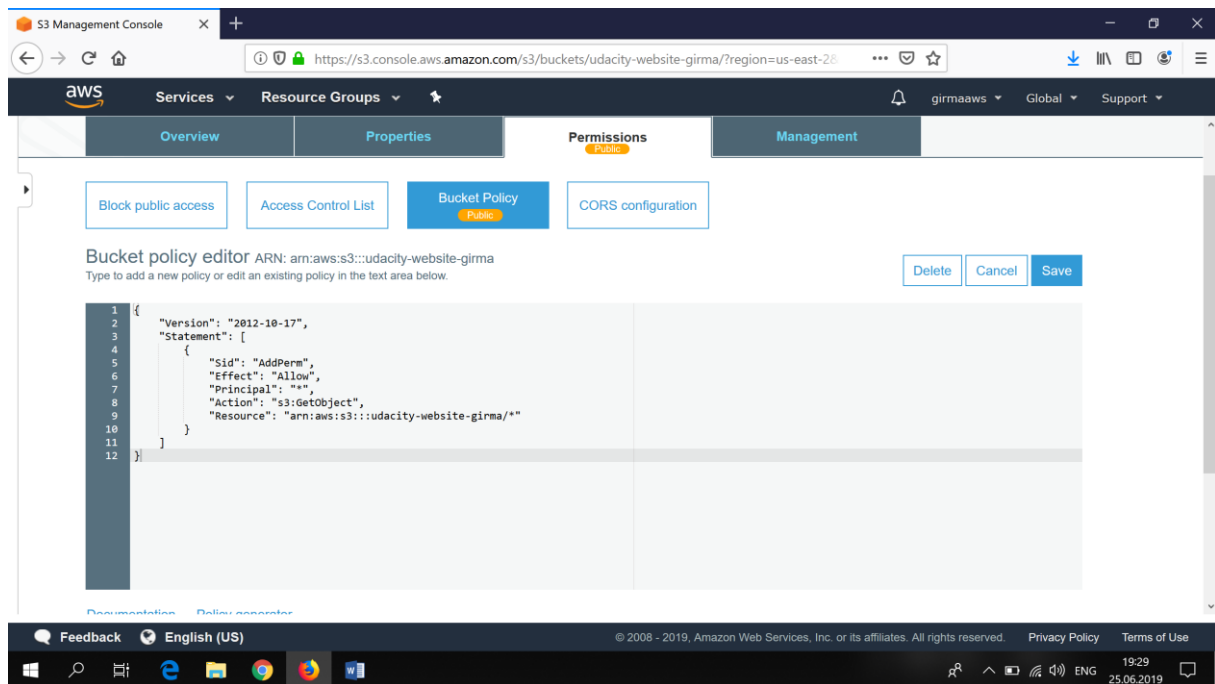 S3 Management Console
https://s3.console.aws.amazon.com/s3/buckets/udacity-website-girma/?region=us-east-28
aws Services Resource Groups girmaaws Global Support
Overview Properties Permissions Management
Public
Block public access Access Control List Bucket Policy CORS configuration
Public
Bucket policy editor ARN: arn:aws:s3:::udacity-website-girma
Type to add a new policy or edit an existing policy in the text area below.
Delete Cancel Save
1 {
2 "Version": "2012-10-17",
3 "Statement": [
4 {
5 "Sid": "AddPerm",
6 "Effect": "Allow",
7 "Principal": "*",
8 "Action": "s3:GetObject",
9 "Resource": "arn:aws:s3:::udacity-website-girma/*"
10 }
11 ]
12 }
Documentation Policy generator
Feedback English (US) © 2008 - 2019, Amazon Web Services, Inc. or its affiliates. All rights reserved. Privacy Policy Terms of Use
ENG 19:29
25.06.2019